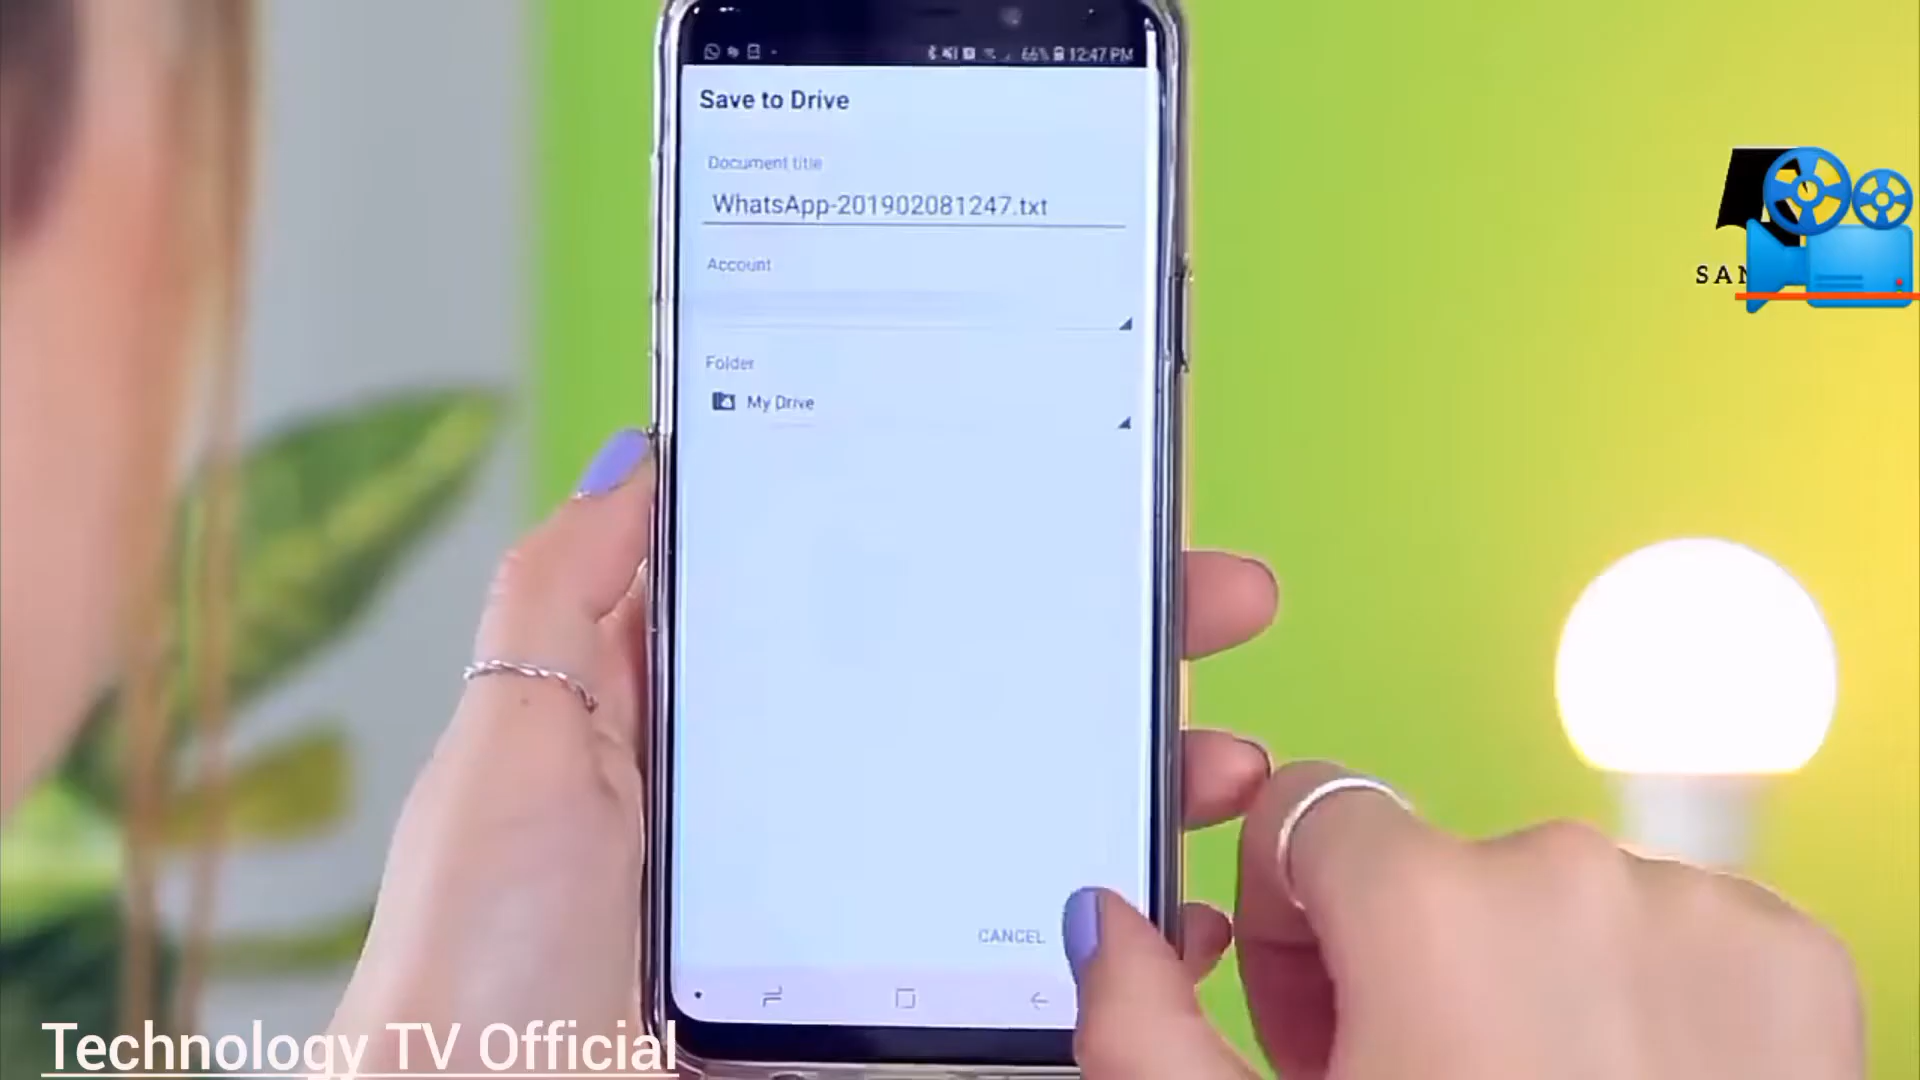 66% 12:47 PM
Save to Drive
Document title
WhatsApp-201902081247.txt
Account
Folder
My Drive
CANCEL
SAN
Technology TV Official